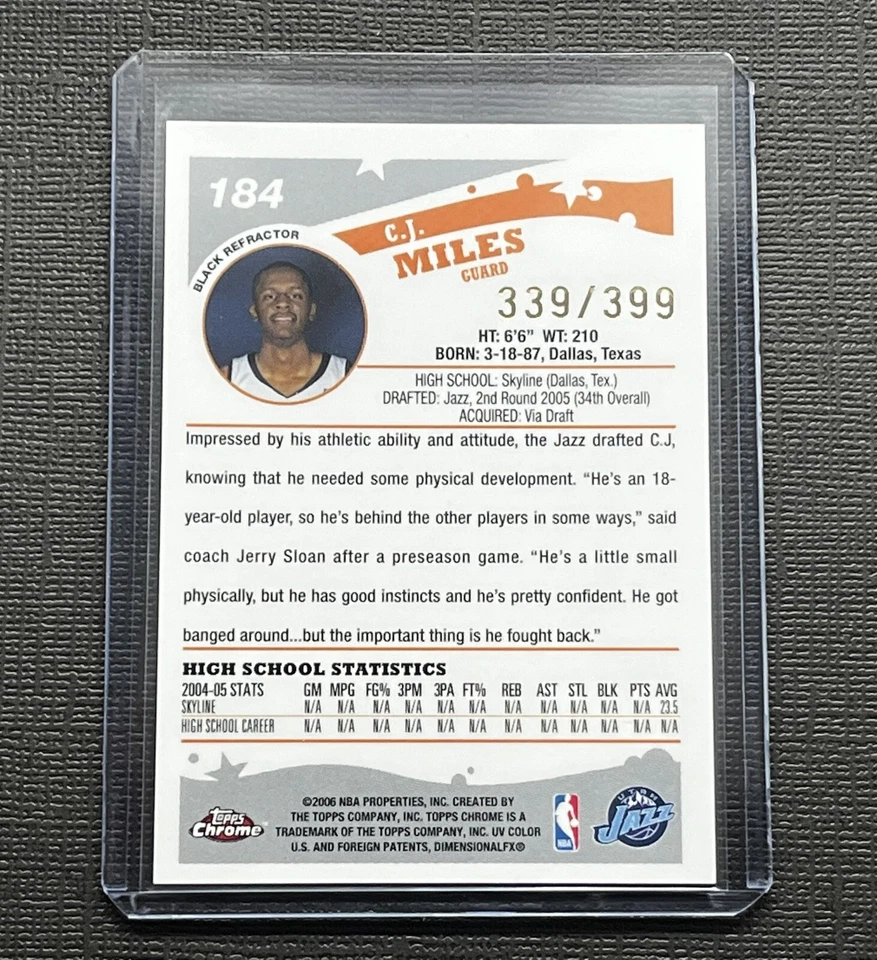 184
BLACK REFRACTOR
C.J.
MILES
GUARD
339/399
HT: 6'6" WT: 210
BORN: 3-18-87, Dallas, Texas
HIGH SCHOOL: Skyline (Dallas, Tex.)
DRAFTED: Jazz, 2nd Round 2005 (34th Overall)
ACQUIRED: Via Draft
Impressed by his athletic ability and attitude, the Jazz drafted C.J,
knowing that he needed some physical development. “He’s an 18-
year-old player, so he’s behind the other players in some ways,” said
coach Jerry Sloan after a preseason game. “He’s a little small
physically, but he has good instincts and he’s pretty confident. He got
banged around...but the important thing is he fought back.”
HIGH SCHOOL STATISTICS
2004-05 STATS GM MPG FG% 3PM 3PA FT% REB AST STL BLK PTS AVG
SKYLINE N/A N/A N/A N/A N/A N/A N/A N/A N/A N/A N/A 23.5
HIGH SCHOOL CAREER N/A N/A N/A N/A N/A N/A N/A N/A N/A N/A N/A N/A
©2006 NBA PROPERTIES, INC. CREATED BY
THE TOPPS COMPANY, INC. TOPPS CHROME IS A
TRADEMARK OF THE TOPPS COMPANY, INC. UV COLOR
U.S. AND FOREIGN PATENTS, DIMENSIONALFX®
Topps
Chrome
NBA
UTAH
JAZZ